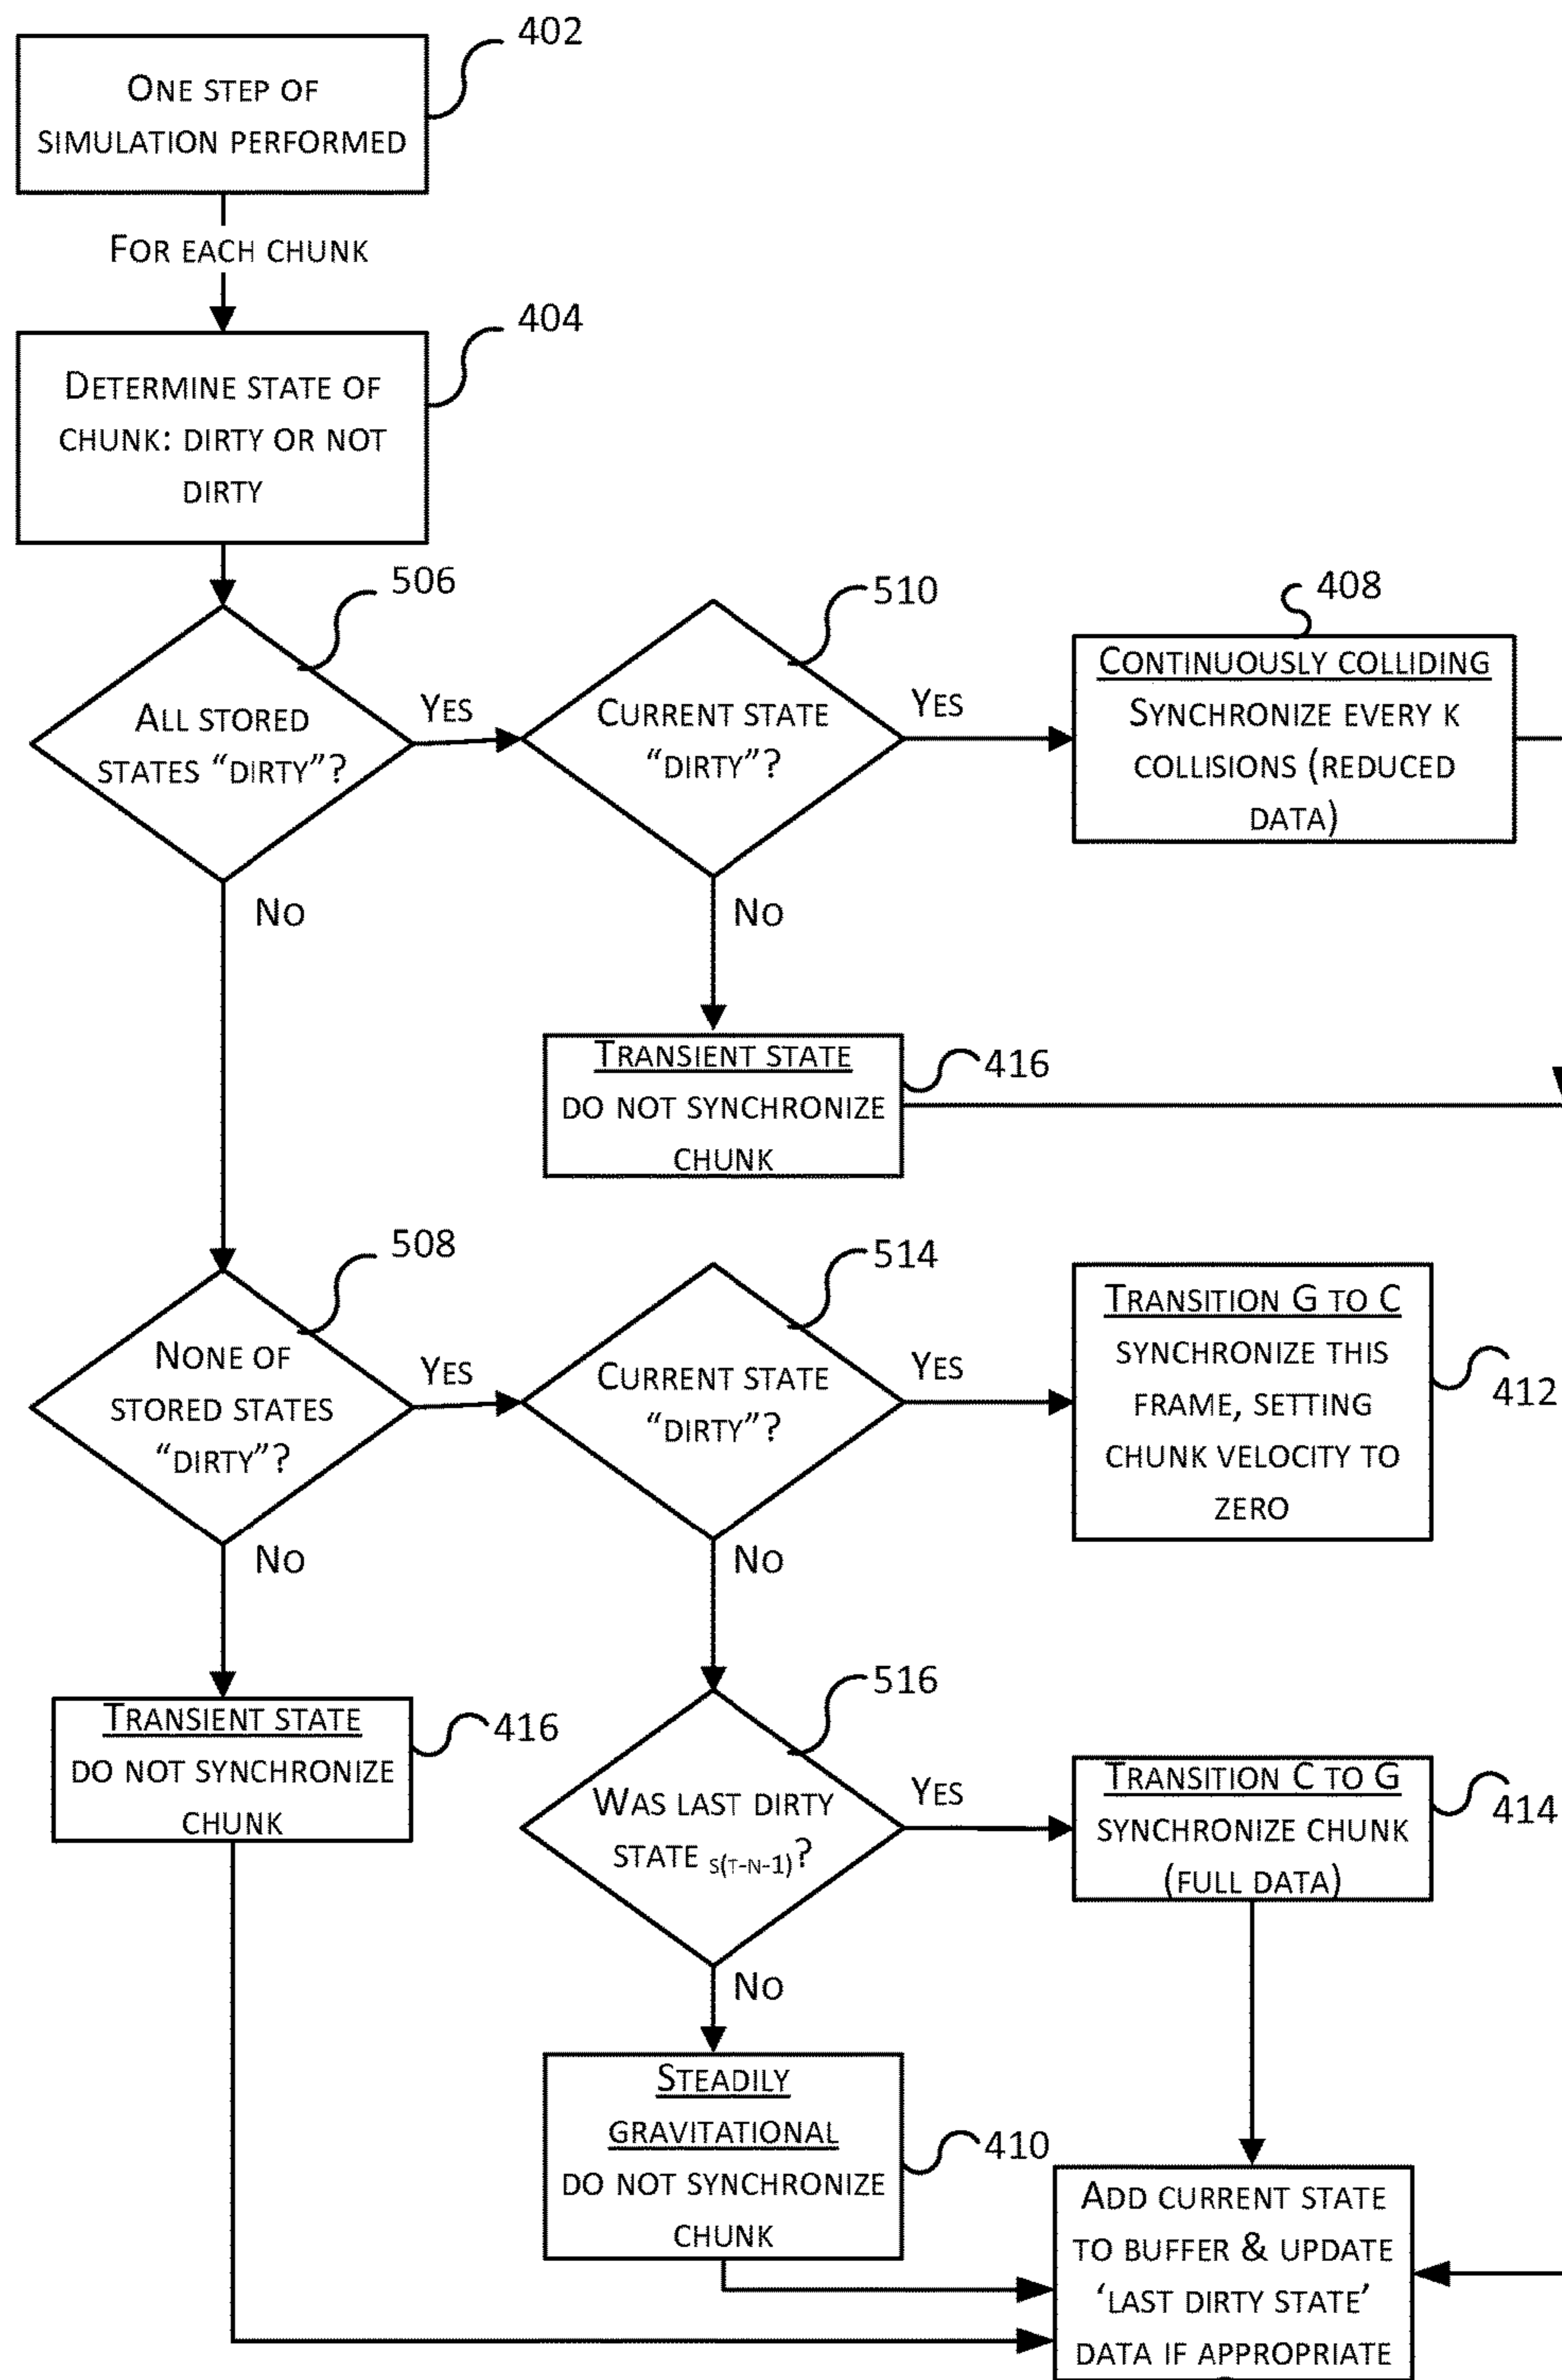 402
ONE STEP OF
SIMULATION PERFORMED
FOR EACH CHUNK
404
DETERMINE STATE OF
CHUNK: DIRTY OR NOT
DIRTY
506
ALL STORED
STATES “DIRTY”?
YES
NO
510
CURRENT STATE
“DIRTY”?
YES
NO
408
CONTINUOUSLY COLLIDING
SYNCHRONIZE EVERY K
COLLISIONS (REDUCED
DATA)
TRANSIENT STATE
DO NOT SYNCHRONIZE
CHUNK
416
508
NONE OF
STORED STATES
“DIRTY”?
YES
NO
514
CURRENT STATE
“DIRTY”?
YES
NO
TRANSITION G TO C
SYNCHRONIZE THIS
FRAME, SETTING
CHUNK VELOCITY TO
ZERO
412
TRANSIENT STATE
DO NOT SYNCHRONIZE
CHUNK
416
516
WAS LAST DIRTY
STATE S(T-N-1)?
YES
NO
TRANSITION C TO G
SYNCHRONIZE CHUNK
(FULL DATA)
414
STEADILY
GRAVITATIONAL
DO NOT SYNCHRONIZE
CHUNK
410
ADD CURRENT STATE
TO BUFFER & UPDATE
‘LAST DIRTY STATE’
DATA IF APPROPRIATE